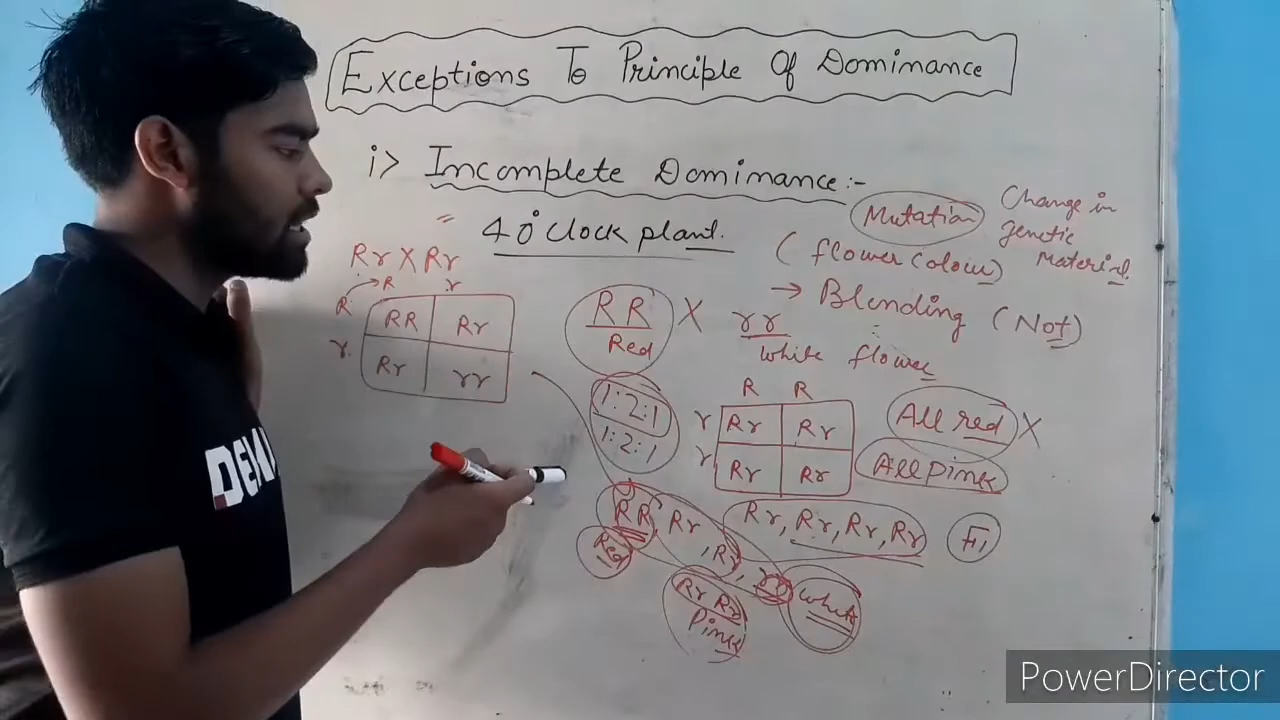 Exceptions To Principle Of Dominance
i> Incomplete Dominance:-
4 O'clock plant.
Mutation
Change in
genetic
Material.
(flower Colour)
→ Blending (Not)
Rr X Rr
R r
R RR Rr
r Rr rr
RR X rr
Red
white flower
1:2:1
1:2:1
R R
r Rr Rr
r Rr Rr
All red X
All Pink
Rr, Rr, Rr, Rr
F1
RR, Rr
, Rr, rr
Red
White
Rr Rr
Pink
DENI
PowerDirector